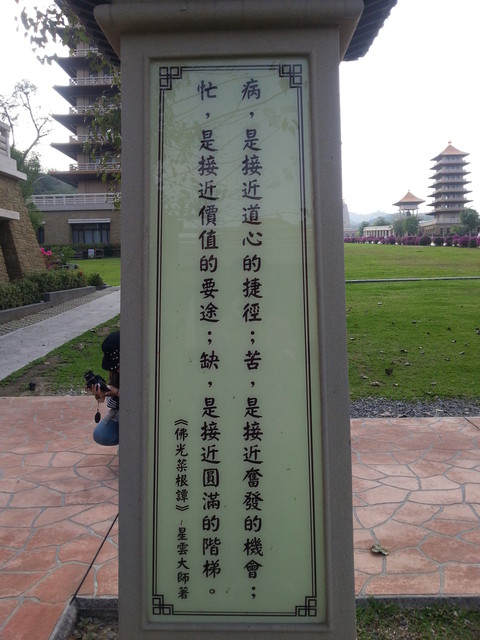 病，是接近道心的捷徑；苦，是接近奮發的機會；
忙，是接近價值的要途；缺，是接近圓滿的階梯。
《佛光菜根譚》-星雲大師著